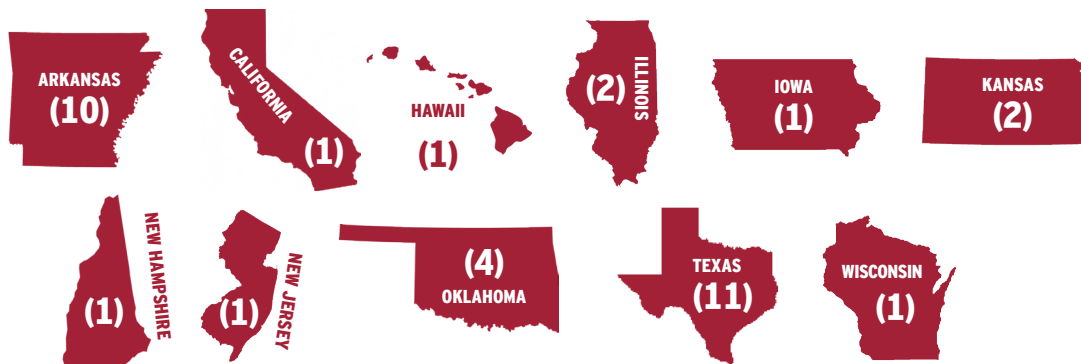 ARKANSAS
(10)
CALIFORNIA
(1)
HAWAII
(1)
(2)
ILLINOIS
IOWA
(1)
KANSAS
(2)
(1)
NEW HAMPSHIRE
(1)
NEW JERSEY
(4)
OKLAHOMA
TEXAS
(11)
WISCONSIN
(1)